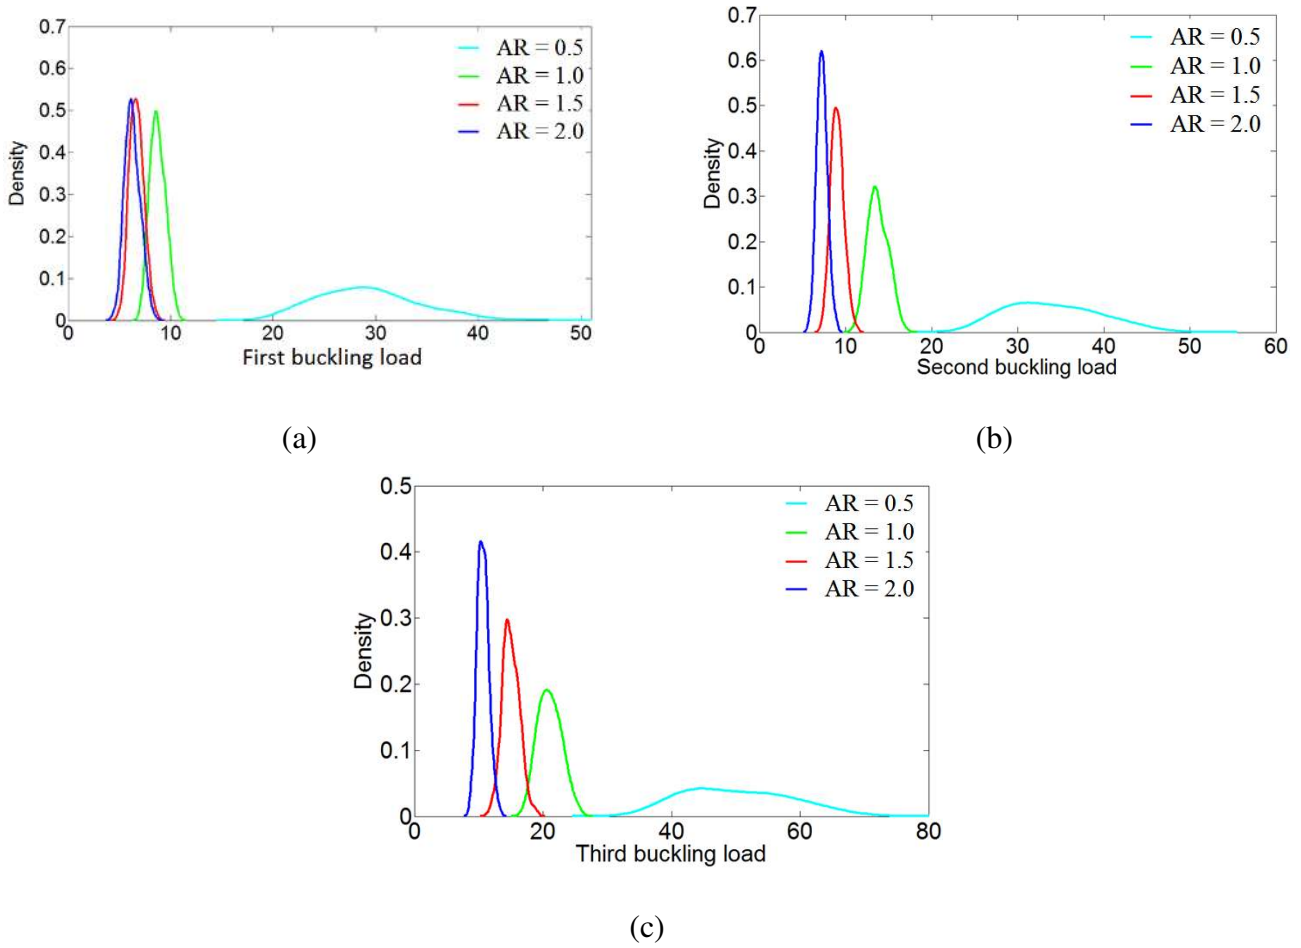 0.7
0.6
0.5
0.4
0.3
0.2
0.1
0
Density
0 10 20 30 40 50
First buckling load
AR = 0.5
AR = 1.0
AR = 1.5
AR = 2.0
(a)
0.7
0.6
0.5
0.4
0.3
0.2
0.1
0
Density
0 10 20 30 40 50 60
Second buckling load
AR = 0.5
AR = 1.0
AR = 1.5
AR = 2.0
(b)
0.5
0.4
0.3
0.2
0.1
0
Density
0 20 40 60 80
Third buckling load
AR = 0.5
AR = 1.0
AR = 1.5
AR = 2.0
(c)